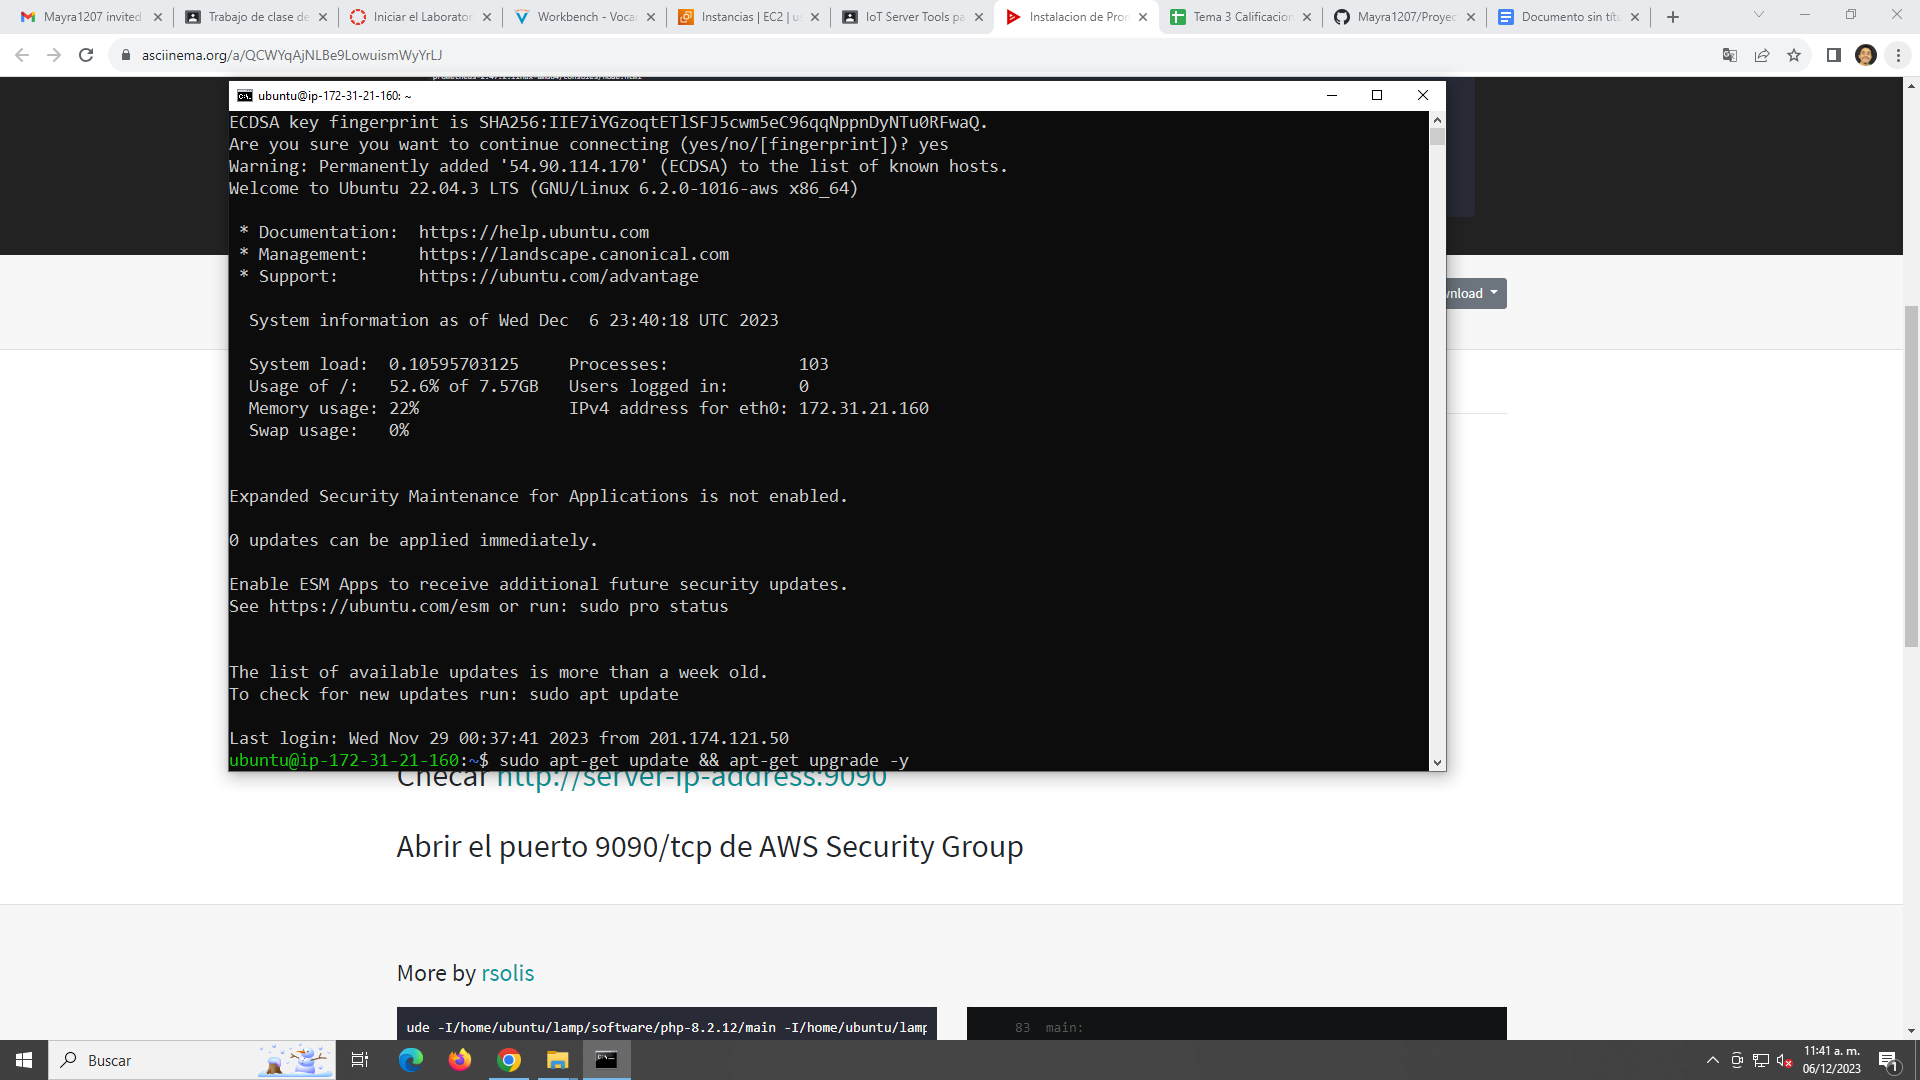 Mayra1207 invited
Trabajo de clase de
Iniciar el Laborator
Workbench - Vocar
Instancias | EC2 | us
IoT Server Tools pa
Instalacion de Pron
Tema 3 Calificacion
Mayra1207/Proyec
Documento sin títu
asciinema.org/a/QCWYqAjNLBe9LowuismWyYrLJ
ubuntu@ip-172-31-21-160: ~
ECDSA key fingerprint is SHA256:IIE7iYGzoqtETlSFJ5cwm5eC96qqNppnDyNTu0RFwaQ.
Are you sure you want to continue connecting (yes/no/[fingerprint])? yes
Warning: Permanently added '54.90.114.170' (ECDSA) to the list of known hosts.
Welcome to Ubuntu 22.04.3 LTS (GNU/Linux 6.2.0-1016-aws x86_64)
* Documentation:  https://help.ubuntu.com
* Management:     https://landscape.canonical.com
* Support:        https://ubuntu.com/advantage
wnload
System information as of Wed Dec  6 23:40:18 UTC 2023
System load:  0.10595703125     Processes:             103
Usage of /:   52.6% of 7.57GB   Users logged in:       0
Memory usage: 22%               IPv4 address for eth0: 172.31.21.160
Swap usage:   0%
Expanded Security Maintenance for Applications is not enabled.
0 updates can be applied immediately.
Enable ESM Apps to receive additional future security updates.
See https://ubuntu.com/esm or run: sudo pro status
The list of available updates is more than a week old.
To check for new updates run: sudo apt update
Last login: Wed Nov 29 00:37:41 2023 from 201.174.121.50
ubuntu@ip-172-31-21-160:~$ sudo apt-get update && apt-get upgrade -y
Checar http://server-ip-address:9090
Abrir el puerto 9090/tcp de AWS Security Group
More by rsolis
ude -I/home/ubuntu/lamp/software/php-8.2.12/main -I/home/ubuntu/lamp
83 main:
Buscar
11:41 a. m.
06/12/2023
1